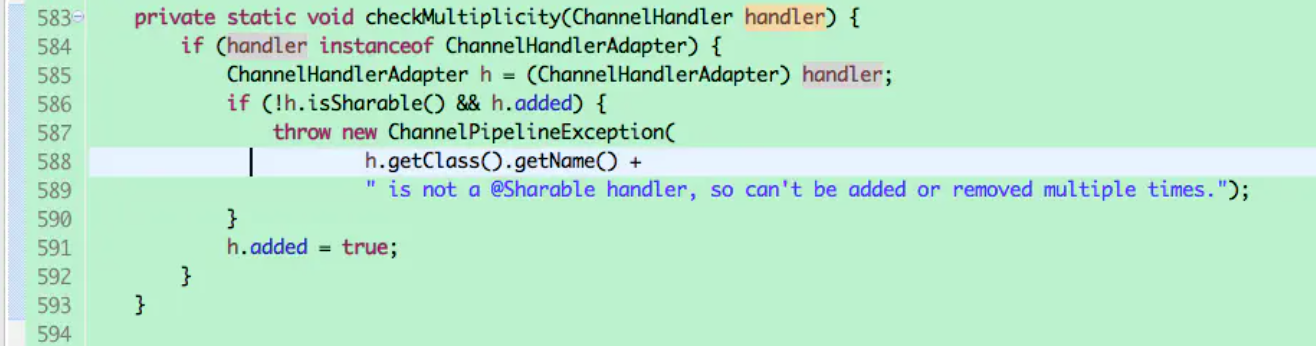 583 private static void checkMultiplicity(ChannelHandler handler) {
584 if (handler instanceof ChannelHandlerAdapter) {
585 ChannelHandlerAdapter h = (ChannelHandlerAdapter) handler;
586 if (!h.isSharable() && h.added) {
587 throw new ChannelPipelineException(
588 h.getClass().getName() +
589 " is not a @Sharable handler, so can't be added or removed multiple times.");
590 }
591 h.added = true;
592 }
593 }
594